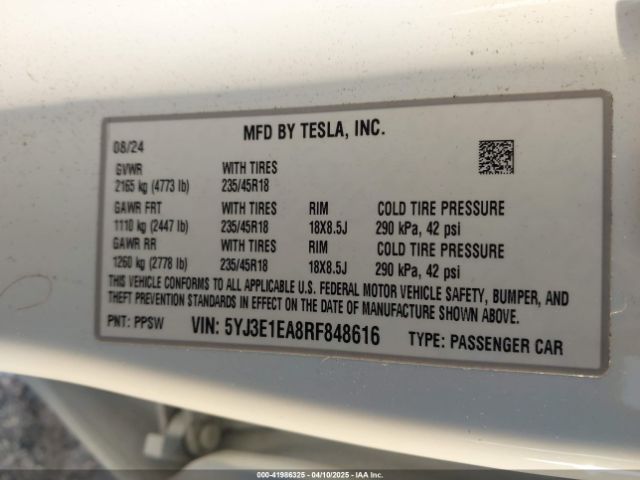 MFD BY TESLA, INC.
08/24
GVWR WITH TIRES
2165 kg (4773 lb) 235/45R18
GAWR FRT WITH TIRES RIM COLD TIRE PRESSURE
1110 kg (2447 lb) 235/45R18 18X8.5J 290 kPa, 42 psi
GAWR RR WITH TIRES RIM COLD TIRE PRESSURE
1260 kg (2778 lb) 235/45R18 18X8.5J 290 kPa, 42 psi
THIS VEHICLE CONFORMS TO ALL APPLICABLE U.S. FEDERAL MOTOR VEHICLE SAFETY, BUMPER, AND
THEFT PREVENTION STANDARDS IN EFFECT ON THE DATE OF MANUFACTURE SHOWN ABOVE.
PNT: PPSW VIN: 5YJ3E1EA8RF848616 TYPE: PASSENGER CAR
000-41986325 - 04/10/2025 - IAA Inc.